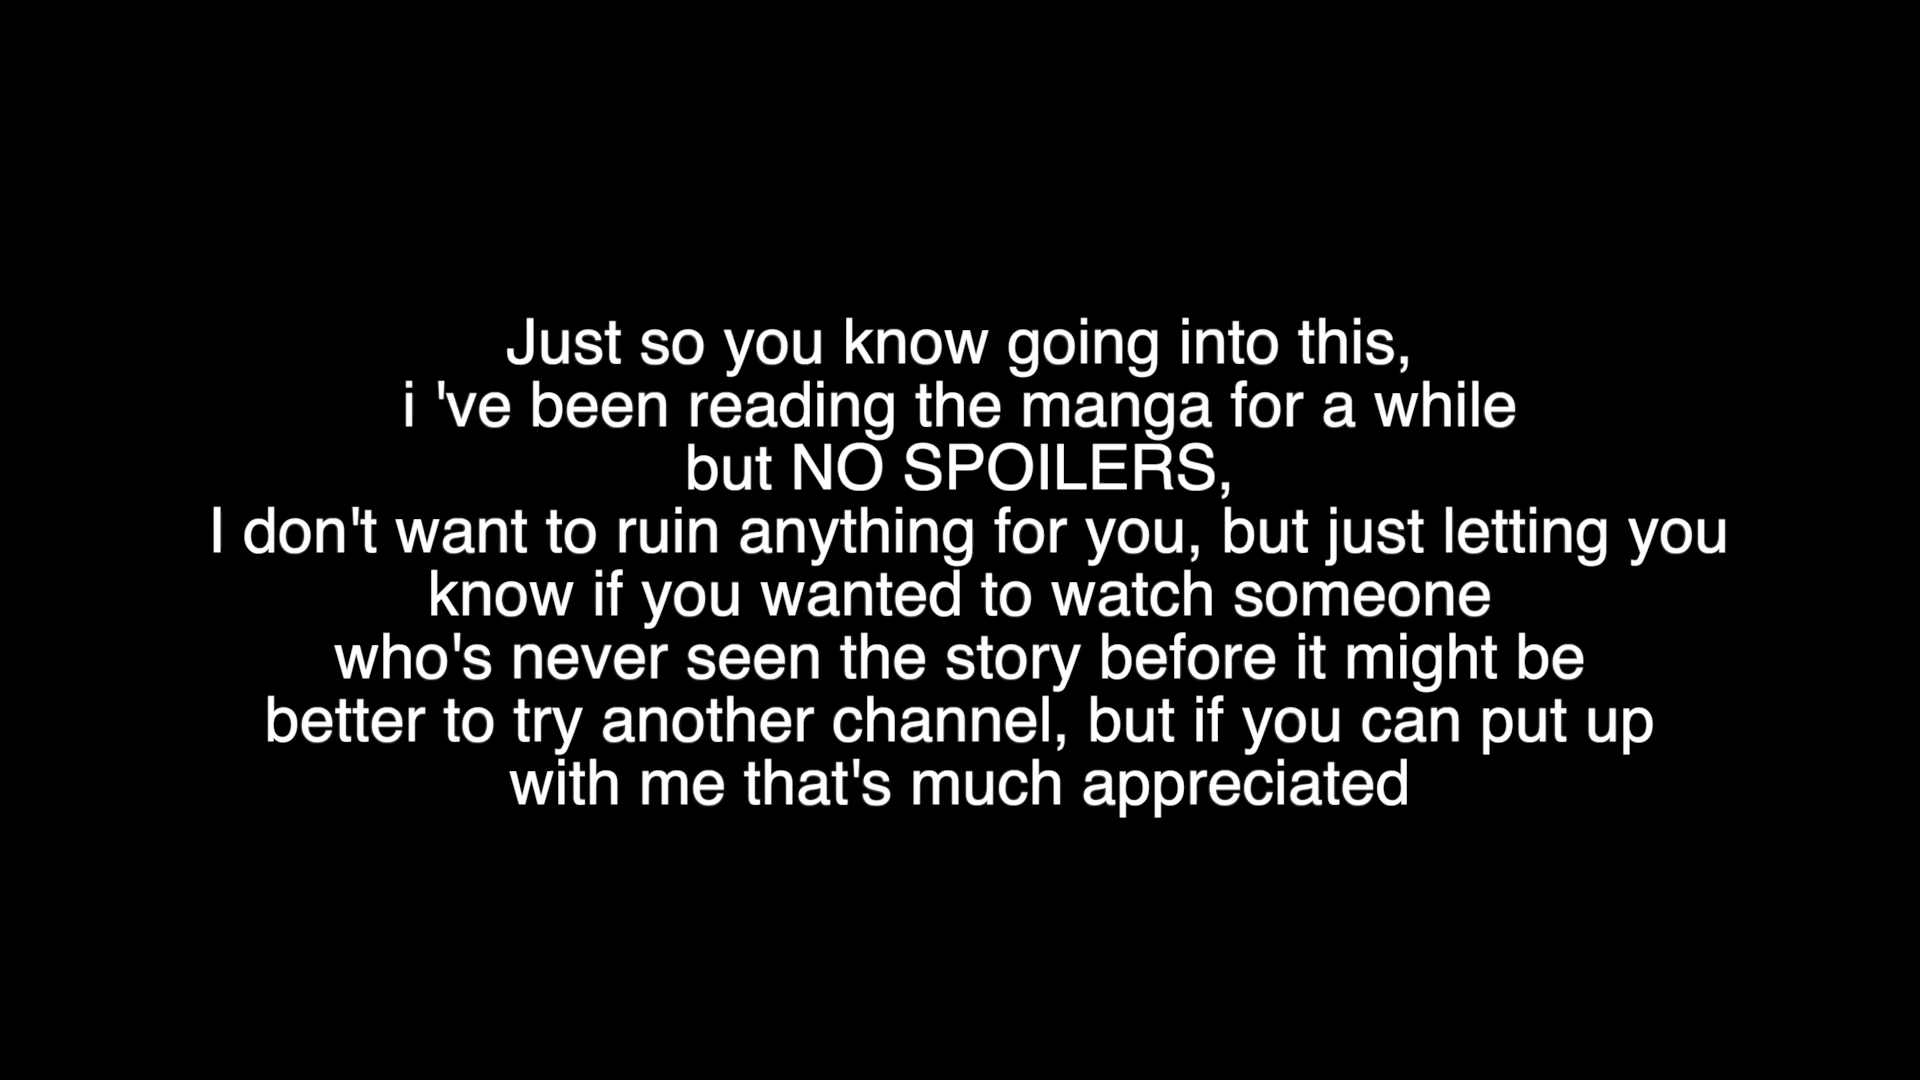 Just so you know going into this,
i 've been reading the manga for a while
but NO SPOILERS,
I don't want to ruin anything for you, but just letting you
know if you wanted to watch someone
who's never seen the story before it might be
better to try another channel, but if you can put up
with me that's much appreciated